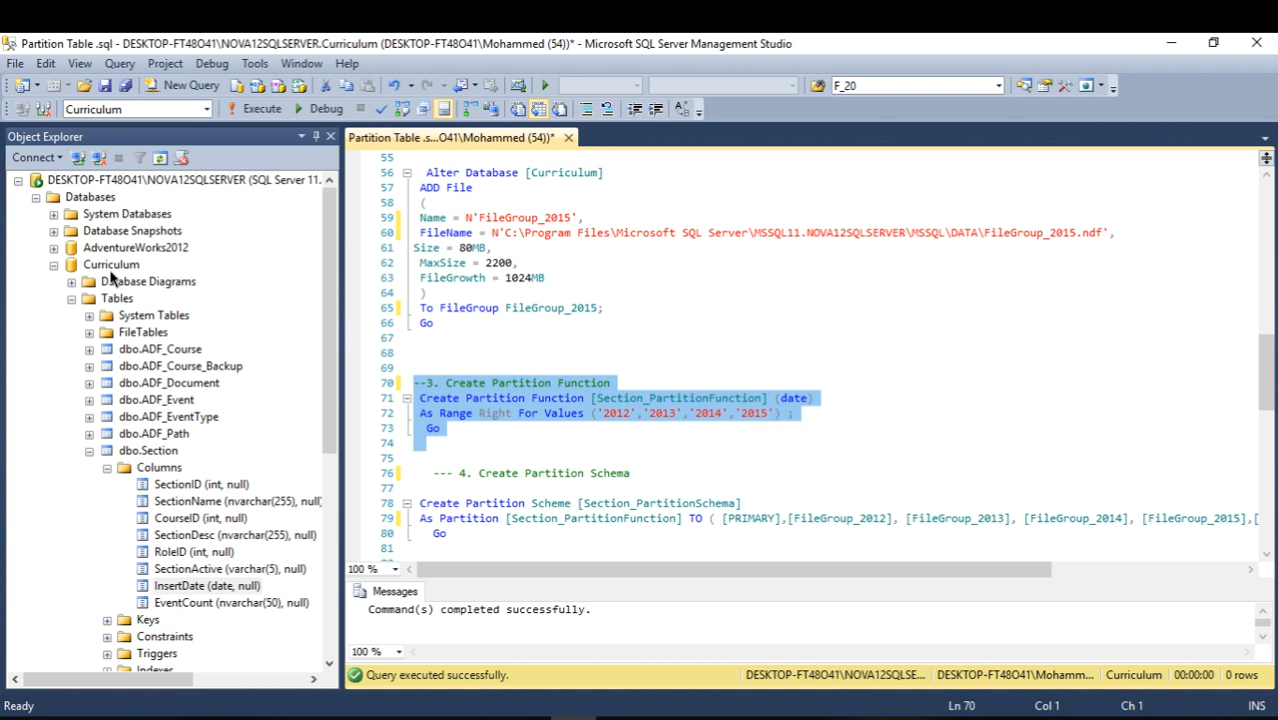 Partition Table .sql - DESKTOP-FT48O41\NOVA12SQLSERVER.Curriculum (DESKTOP-FT48O41\Mohammed (54))* - Microsoft SQL Server Management Studio
File Edit View Query Project Debug Tools Window Help
New Query F_20
Curriculum Execute Debug
Object Explorer
Partition Table .s...O41\Mohammed (54))*
Connect
DESKTOP-FT48O41\NOVA12SQLSERVER (SQL Server 11.
Databases
System Databases
Database Snapshots
AdventureWorks2012
Curriculum
Database Diagrams
Tables
System Tables
FileTables
dbo.ADF_Course
dbo.ADF_Course_Backup
dbo.ADF_Document
dbo.ADF_Event
dbo.ADF_EventType
dbo.ADF_Path
dbo.Section
Columns
SectionID (int, null)
SectionName (nvarchar(255), null)
CourseID (int, null)
SectionDesc (nvarchar(255), null)
RoleID (int, null)
SectionActive (varchar(5), null)
InsertDate (date, null)
EventCount (nvarchar(50), null)
Keys
Constraints
Triggers
Indexes
55
56 Alter Database [Curriculum]
57 ADD File
58 (
59 Name = N'FileGroup_2015',
60 FileName = N'C:\Program Files\Microsoft SQL Server\MSSQL11.NOVA12SQLSERVER\MSSQL\DATA\FileGroup_2015.ndf',
61 Size = 80MB,
62 MaxSize = 2200,
63 FileGrowth = 1024MB
64 )
65 To FileGroup FileGroup_2015;
66 Go
67
68
69
70 --3. Create Partition Function
71 Create Partition Function [Section_PartitionFunction] (date)
72 As Range Right For Values ('2012','2013','2014','2015') ;
73 Go
74
75
76 --- 4. Create Partition Schema
77
78 Create Partition Scheme [Section_PartitionSchema]
79 As Partition [Section_PartitionFunction] TO ( [PRIMARY],[FileGroup_2012], [FileGroup_2013], [FileGroup_2014], [FileGroup_2015],[
80 Go
81
100 %
Messages
Command(s) completed successfully.
100 %
Query executed successfully. DESKTOP-FT48O41\NOVA12SQLSE... DESKTOP-FT48O41\Mohamm... Curriculum 00:00:00 0 rows
Ready Ln 70 Col 1 Ch 1 INS